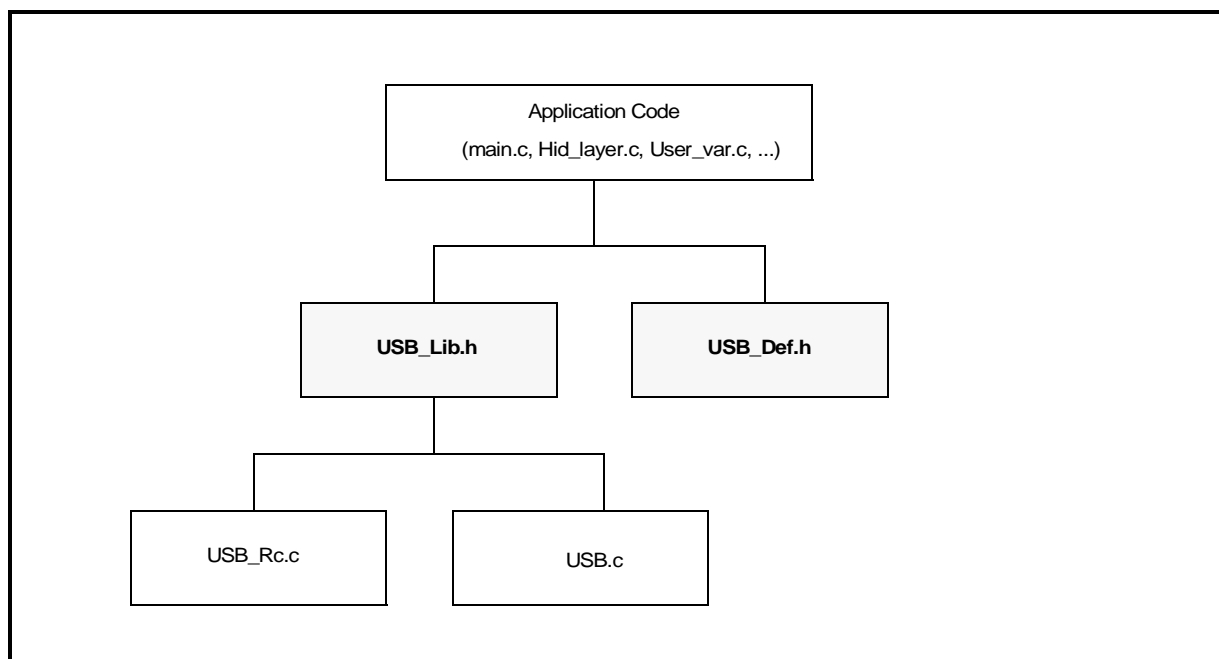 Application Code
(main.c, Hid_layer.c, User_var.c, ...)
USB_Lib.h
USB_Def.h
USB_Rc.c
USB.c